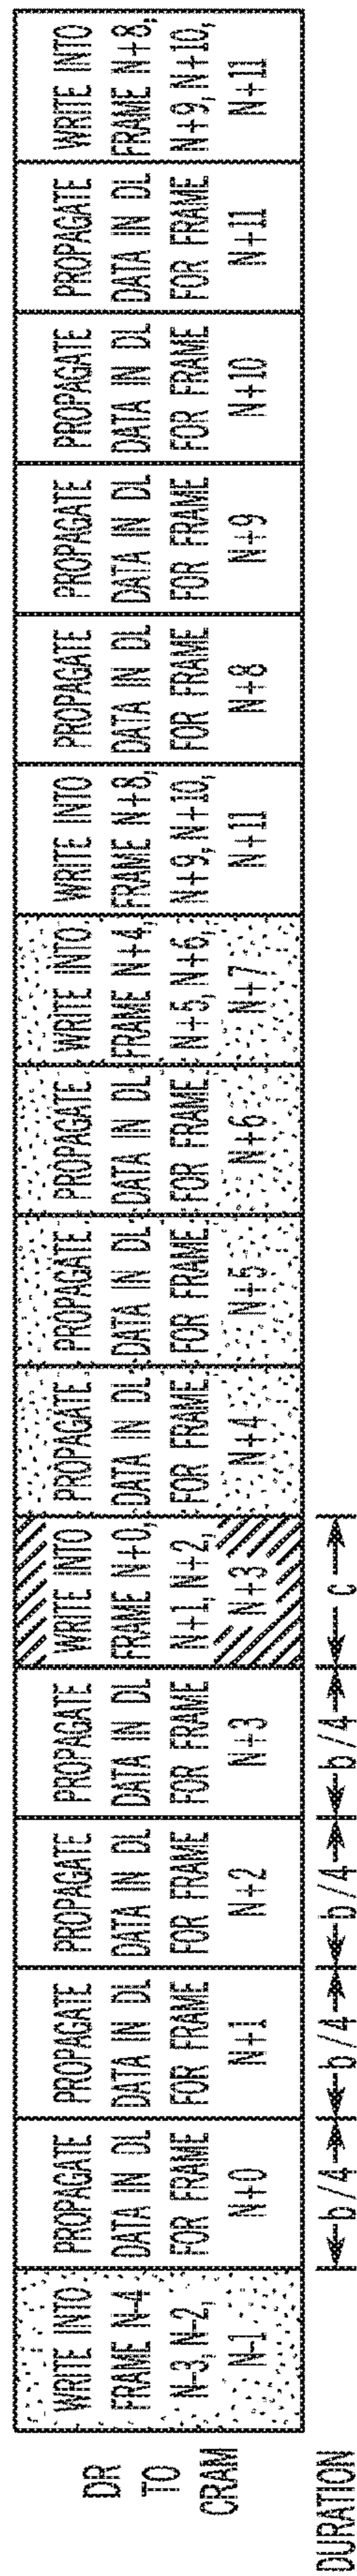 DR
TO
CRAM
WRITE INTO
FRAME N-4
N-3, N-2,
N-1
PROPAGATE
DATA IN DL
FOR FRAME
N+0
PROPAGATE
DATA IN DL
FOR FRAME
N+1
PROPAGATE
DATA IN DL
FOR FRAME
N+2
PROPAGATE
DATA IN DL
FOR FRAME
N+3
WRITE INTO
FRAME N+0,
N+1, N+2,
N+3
PROPAGATE
DATA IN DL
FOR FRAME
N+4
PROPAGATE
DATA IN DL
FOR FRAME
N+5
PROPAGATE
DATA IN DL
FOR FRAME
N+6
WRITE INTO
FRAME N+4,
N+5, N+6,
N+7
WRITE INTO
FRAME N+8,
N+9, N+10,
N+11
PROPAGATE
DATA IN DL
FOR FRAME
N+8
PROPAGATE
DATA IN DL
FOR FRAME
N+9
PROPAGATE
DATA IN DL
FOR FRAME
N+10
PROPAGATE
DATA IN DL
FOR FRAME
N+11
WRITE INTO
FRAME N+8,
N+9, N+10,
N+11
DURATION
b/4
b/4
b/4
b/4
c